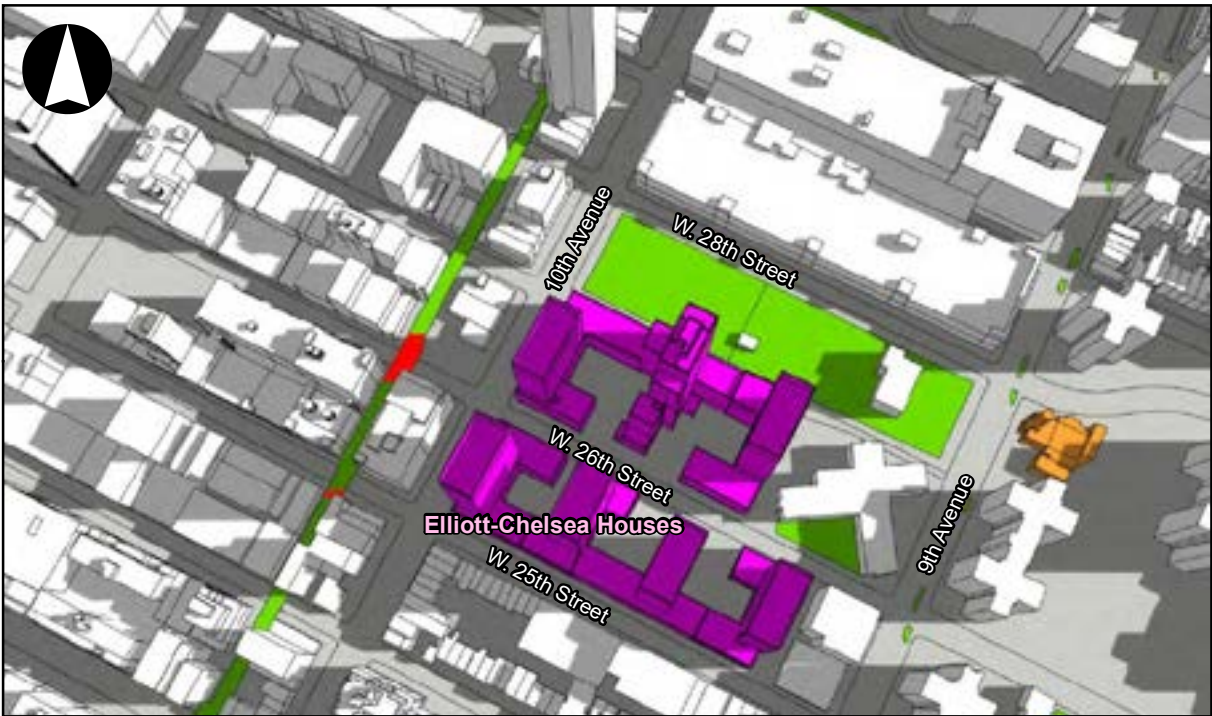 W. 28th Street
10th Avenue
W. 26th Street
9th Avenue
Elliott-Chelsea Houses
W. 25th Street